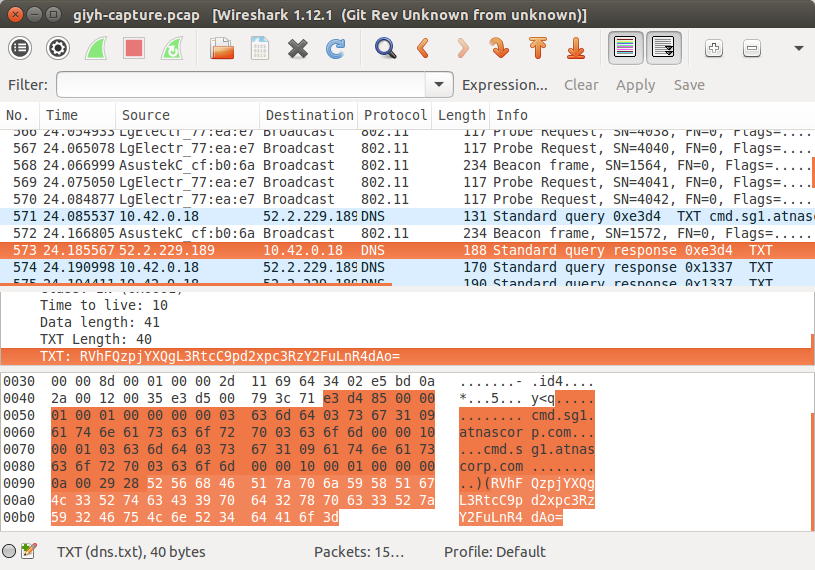 giyh-capture.pcap [Wireshark 1.12.1 (Git Rev Unknown from unknown)]
Filter: Expression... Clear Apply Save
No. Time Source Destination Protocol Length Info
566 24.054933 LgElectr_77:ea:e7 Broadcast 802.11 117 Probe Request, SN=4038, FN=0, Flags=.....
567 24.065078 LgElectr_77:ea:e7 Broadcast 802.11 117 Probe Request, SN=4040, FN=0, Flags=.....
568 24.066999 AsustekC_cf:b0:6a Broadcast 802.11 234 Beacon frame, SN=1564, FN=0, Flags=.....
569 24.075050 LgElectr_77:ea:e7 Broadcast 802.11 117 Probe Request, SN=4041, FN=0, Flags=.....
570 24.084877 LgElectr_77:ea:e7 Broadcast 802.11 117 Probe Request, SN=4042, FN=0, Flags=.....
571 24.085537 10.42.0.18 52.2.229.189 DNS 131 Standard query 0xe3d4 TXT cmd.sg1.atnasc
572 24.166805 AsustekC_cf:b0:6a Broadcast 802.11 234 Beacon frame, SN=1572, FN=0, Flags=.....
573 24.185567 52.2.229.189 10.42.0.18 DNS 188 Standard query response 0xe3d4 TXT
574 24.190998 10.42.0.18 52.2.229.189 DNS 170 Standard query response 0x1337 TXT
575 24.194411 10.42.0.18 52.2.229.189 DNS 190 Standard query response 0x1337 TXT
Time to live: 10
Data length: 41
TXT Length: 40
TXT: RVhFQzpjYXQgL3RtcC9pd2xpc3RzY2FuLnR4dAo=
0030 00 00 8d 00 01 00 00 2d 11 69 64 34 02 e5 bd 0a .......- .id4....
0040 2a 00 12 00 35 e3 d5 00 79 3c 71 e3 d4 85 00 00 *...5... y<q.....
0050 01 00 01 00 00 00 00 03 63 6d 64 03 73 67 31 09 ........ cmd.sg1.
0060 61 74 6e 61 73 63 6f 72 70 03 63 6f 6d 00 00 10 atnascor p.com...
0070 00 01 03 63 6d 64 03 73 67 31 09 61 74 6e 61 73 ...cmd.s g1.atnas
0080 63 6f 72 70 03 63 6f 6d 00 00 10 00 01 00 00 00 corp.com ........
0090 0a 00 29 28 52 56 68 46 51 7a 70 6a 59 58 51 67 ..)(RVhF QzpjYXQg
00a0 4c 33 52 74 63 43 39 70 64 32 78 70 63 33 52 7a L3RtcC9p d2xpc3Rz
00b0 59 32 46 75 4c 6e 52 34 64 41 6f 3d Y2FuLnR4 dAo=
TXT (dns.txt), 40 bytes Packets: 15... Profile: Default